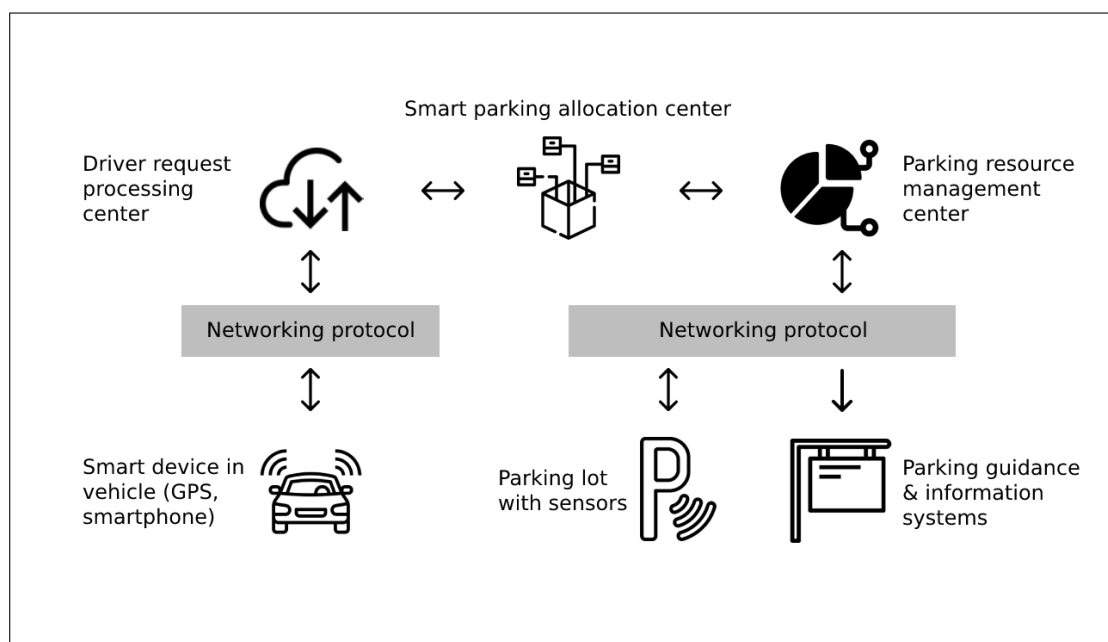 Smart parking allocation center
Driver request
processing
center
Parking resource
management
center
Networking protocol
Networking protocol
Smart device in
vehicle (GPS,
smartphone)
Parking lot
with sensors
P
Parking guidance
& information
systems